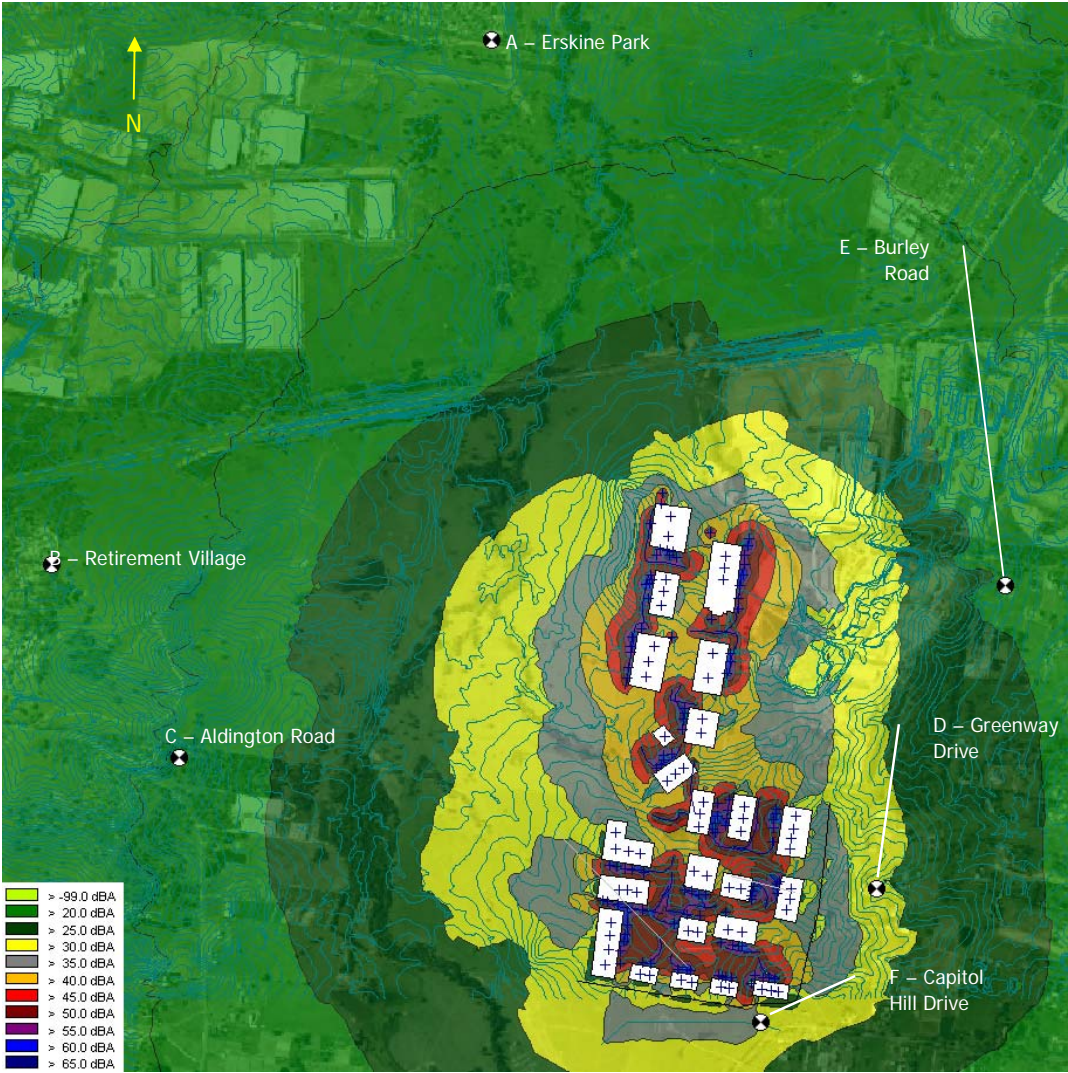 A – Erskine Park
N
E – Burley
Road
B – Retirement Village
D – Greenway
Drive
C – Aldington Road
F – Capitol
Hill Drive
> -99.0 dBA
> 20.0 dBA
> 25.0 dBA
> 30.0 dBA
> 35.0 dBA
> 40.0 dBA
> 45.0 dBA
> 50.0 dBA
> 55.0 dBA
> 60.0 dBA
> 65.0 dBA